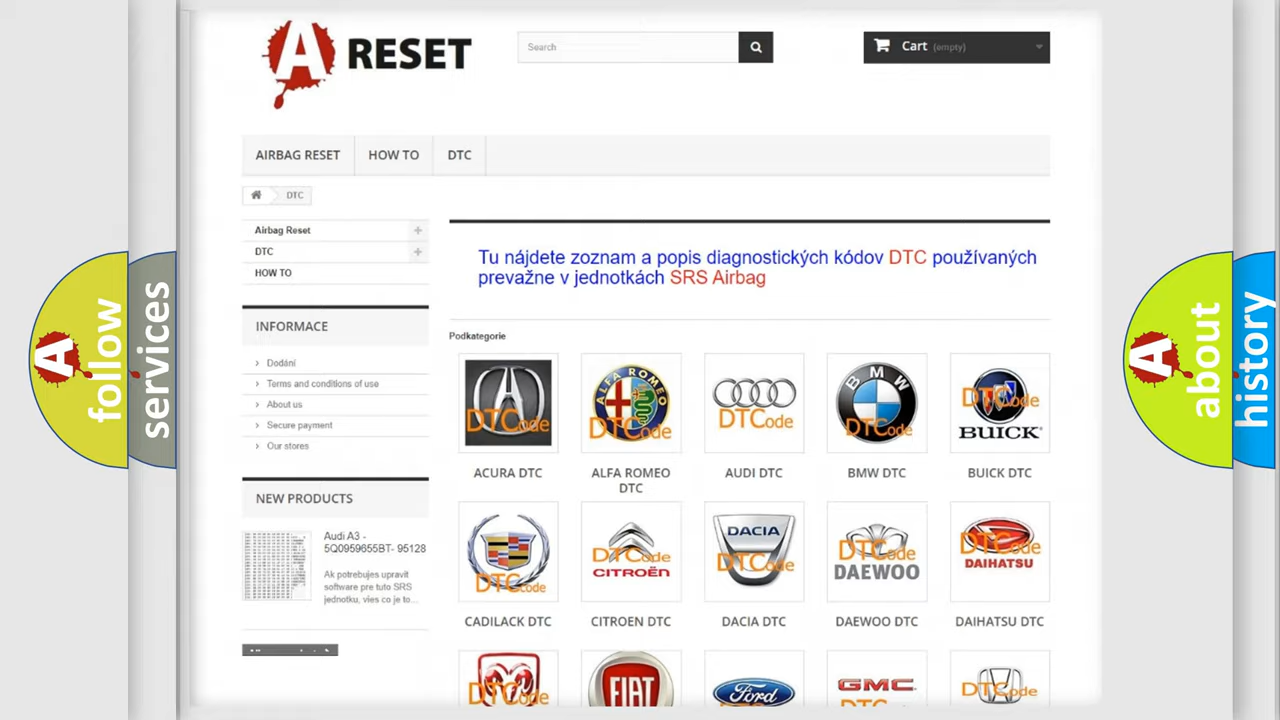 A RESET
Search
Cart (empty)
AIRBAG RESET
HOW TO
DTC
DTC
Airbag Reset
DTC
HOW TO
INFORMACE
Dodání
Terms and conditions of use
About us
Secure payment
Our stores
NEW PRODUCTS
Audi A3 -
5Q0959655BT- 95128
Ak potrebujes upravit
software pre tuto SRS
jednotku, vies co je to...
Tu nájdete zoznam a popis diagnostických kódov DTC používaných
prevažne v jednotkách SRS Airbag
Podkategorie
DTCode
ALFA ROMEO
DTCode
DTCode
BMW
DTCode
DTCode
BUICK
ACURA DTC
ALFA ROMEO
DTC
AUDI DTC
BMW DTC
BUICK DTC
DTCode
DTCode
CITROËN
DACIA
DTCode
DTCode
DAEWOO
DTCode
DAIHATSU
CADILACK DTC
CITROEN DTC
DACIA DTC
DAEWOO DTC
DAIHATSU DTC
DTCode
FIAT
Ford
GMC
DTCode
A follow
services
A about
history